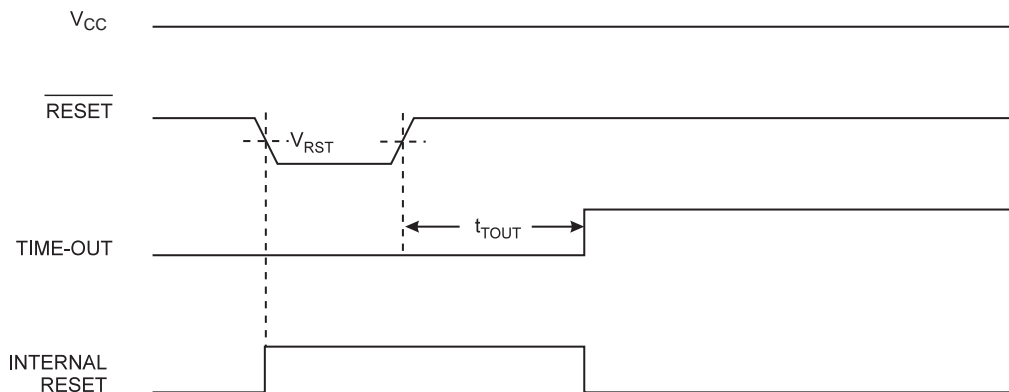 VCC
RESET
VRST
tTOUT
TIME-OUT
INTERNAL
RESET